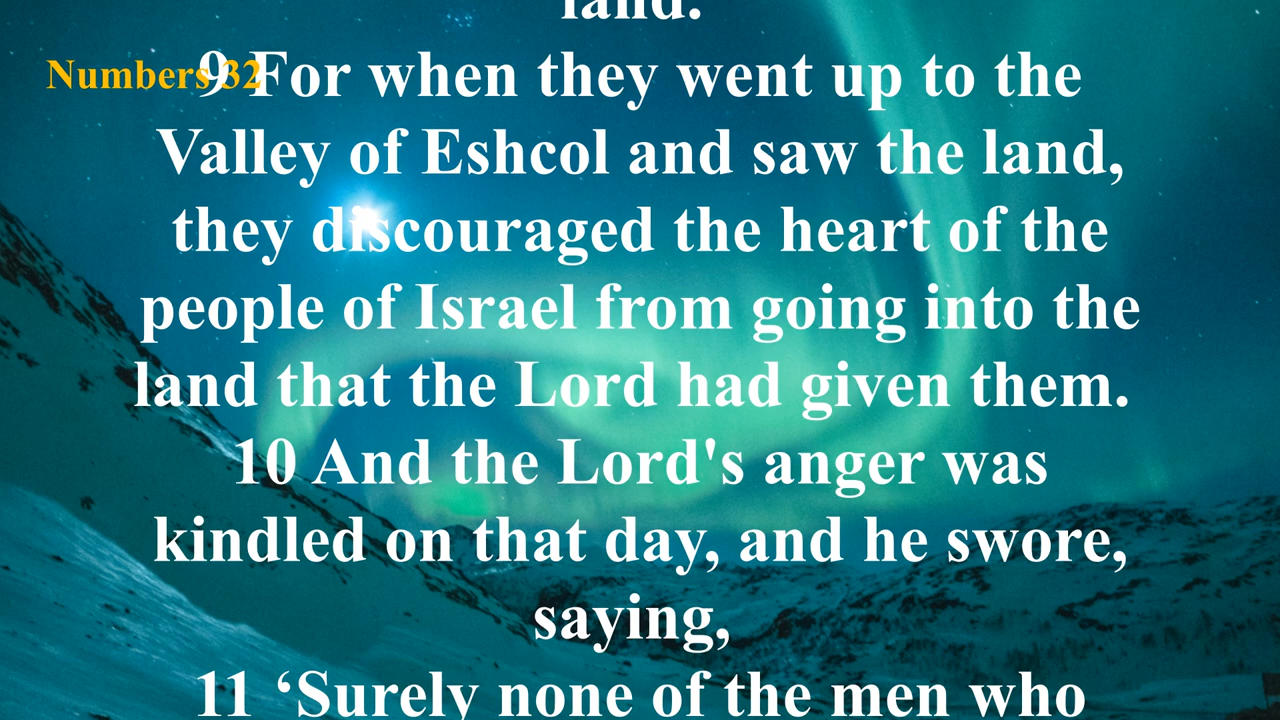 land.
Numbers 32
9 For when they went up to the
Valley of Eshcol and saw the land,
they discouraged the heart of the
people of Israel from going into the
land that the Lord had given them.
10 And the Lord's anger was
kindled on that day, and he swore,
saying,
11 ‘Surely none of the men who